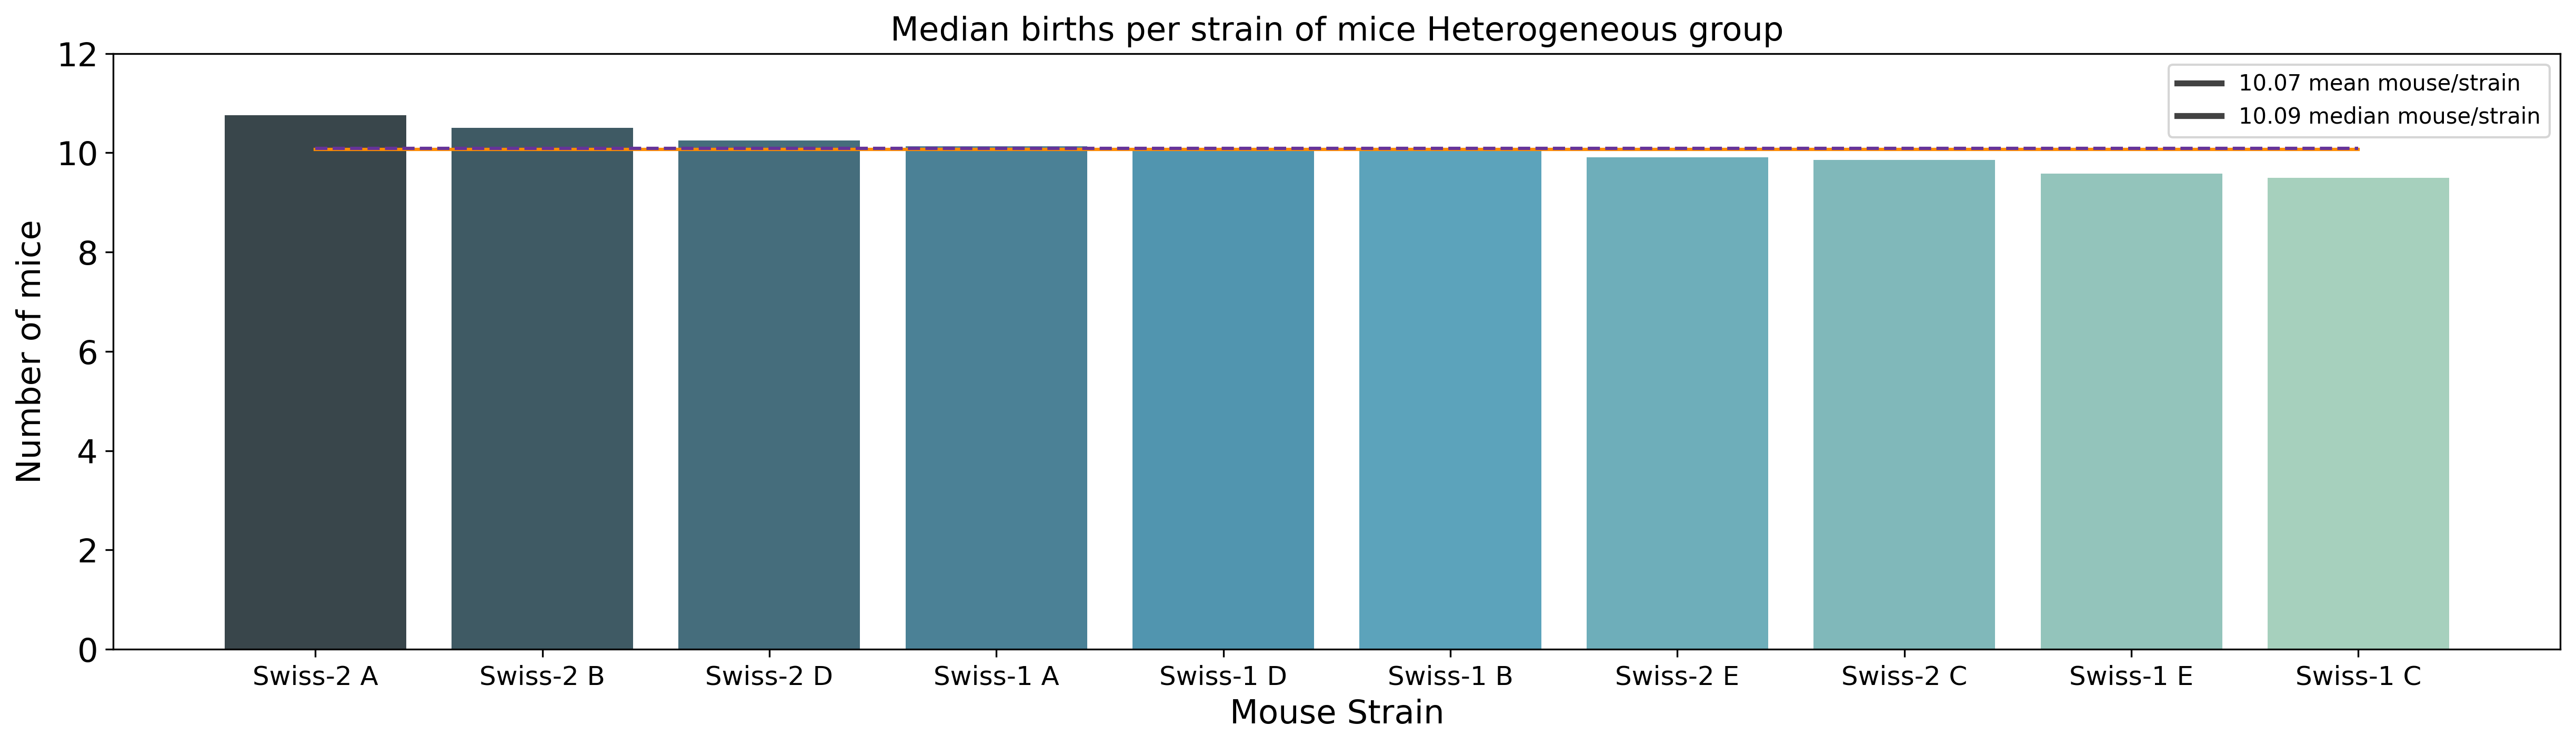 Median births per strain of mice Heterogeneous group
10.07 mean mouse/strain
10.09 median mouse/strain
12
10
8
6
4
2
0
Number of mice
Swiss-2 A Swiss-2 B Swiss-2 D Swiss-1 A Swiss-1 D Swiss-1 B Swiss-2 E Swiss-2 C Swiss-1 E Swiss-1 C
Mouse Strain